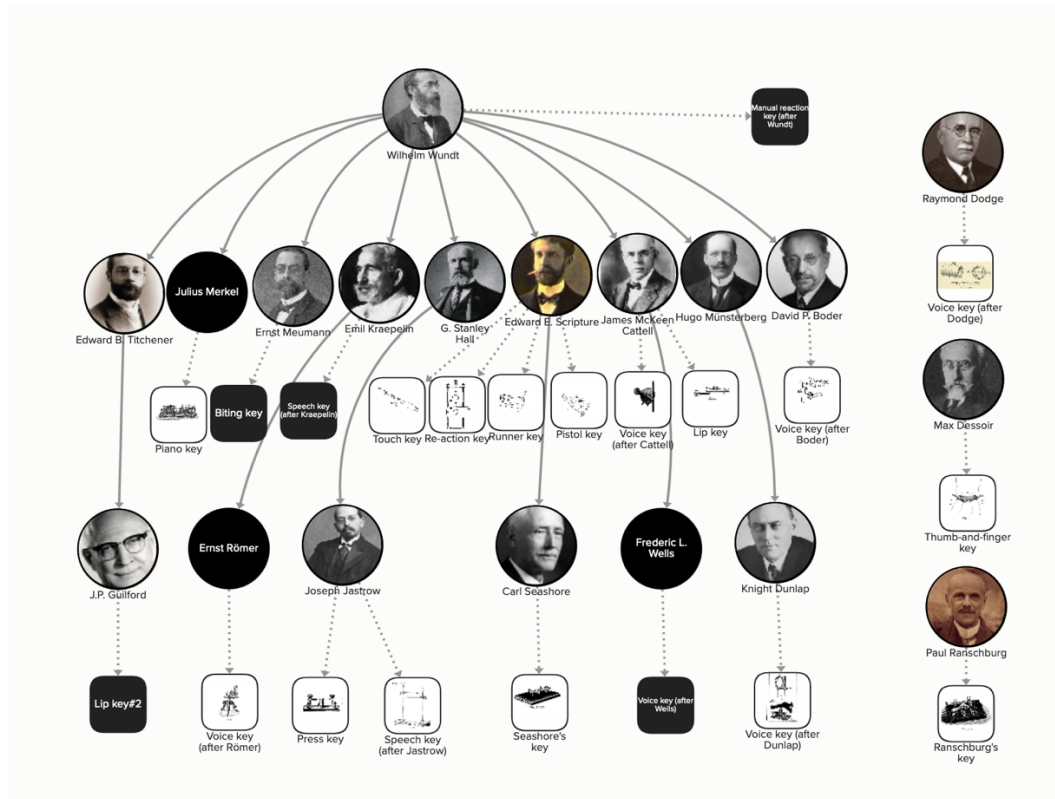 Manual reaction
key (after
Wundt)
Wilhelm Wundt
Raymond Dodge
Julius Merkel
Edward B. Titchener
Ernst Meumann
Emil Kraepelin
G. Stanley
Hall
Edward E. Scripture
James McKeen
Cattell
Hugo Münsterberg
David P. Boder
Voice key (after
Dodge)
Piano key
Biting key
Speech key
(after Kraepelin)
Touch key
Re-action key
Runner key
Pistol key
Voice key
(after Cattell)
Lip key
Voice key (after
Boder)
Max Dessoir
Thumb-and-finger
key
J.P. Guilford
Ernst Römer
Joseph Jastrow
Carl Seashore
Frederic L.
Wells
Knight Dunlap
Paul Ranschburg
Lip key#2
Voice key
(after Römer)
Press key
Speech key
(after Jastrow)
Seashore's
key
Voice key (after
Wells)
Voice key (after
Dunlap)
Ranschburg's
key